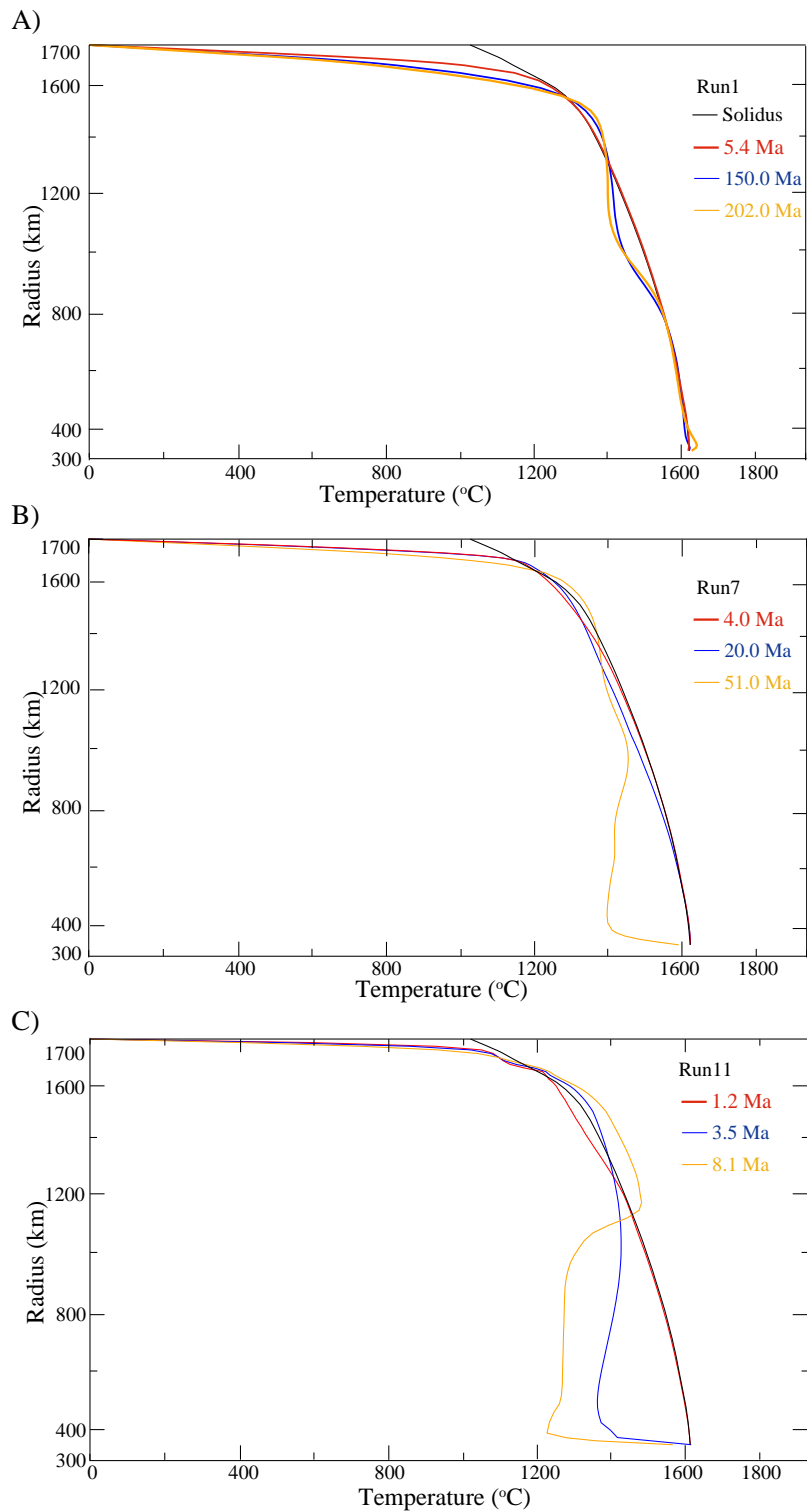 A)
1700
1600
1200
800
400
300
Radius (km)
0
400
800
1200
1600
1800
Temperature (°C)
Run1
Solidus
5.4 Ma
150.0 Ma
202.0 Ma
B)
1700
1600
1200
800
400
300
Radius (km)
0
400
800
1200
1600
1800
Temperature (°C)
Run7
4.0 Ma
20.0 Ma
51.0 Ma
C)
1700
1600
1200
800
400
300
Radius (km)
0
400
800
1200
1600
1800
Temperature (°C)
Run11
1.2 Ma
3.5 Ma
8.1 Ma